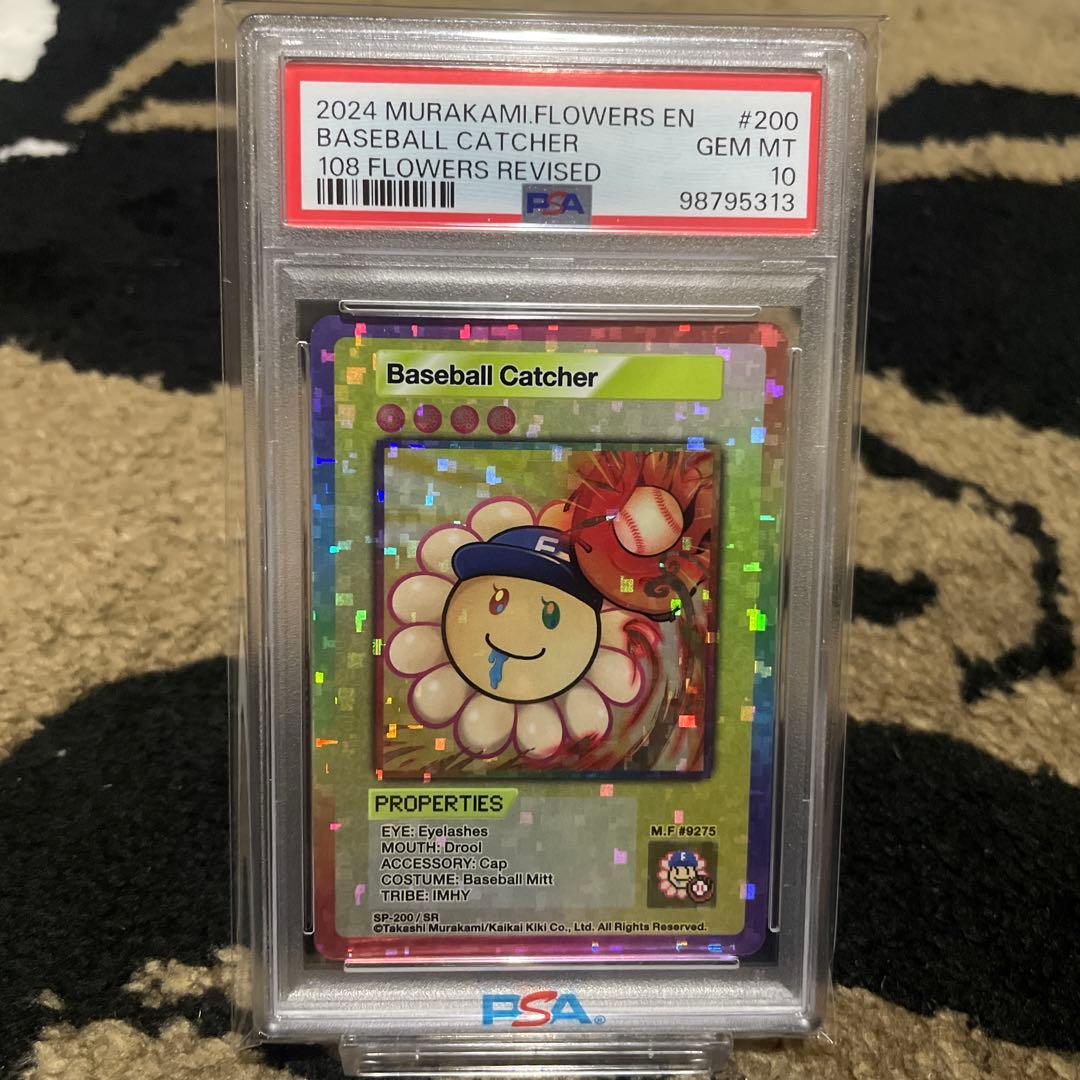 2024 MURAKAMI.FLOWERS EN #200
BASEBALL CATCHER GEM MT
108 FLOWERS REVISED 10
PSA 98795313
Baseball Catcher
F
PROPERTIES
EYE: Eyelashes
MOUTH: Drool
ACCESSORY: Cap
COSTUME: Baseball Mitt
TRIBE: IMHY
M.F #9275
F
SP-200 / SR
©Takashi Murakami/Kaikai Kiki Co., Ltd. All Rights Reserved.
PSA®